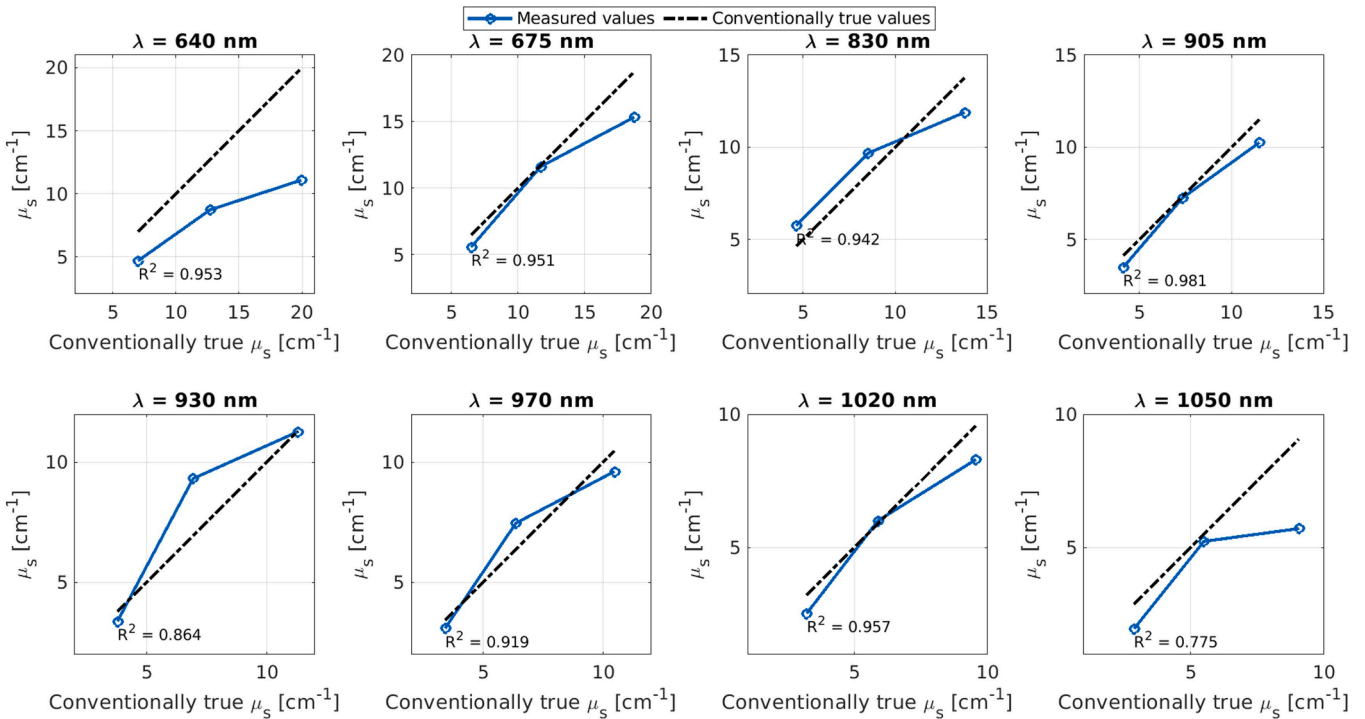 Measured values Conventionally true values
λ = 640 nm
20
15
10
5
μs [cm-1]
R2 = 0.953
5 10 15 20
Conventionally true μs [cm-1]
λ = 675 nm
20
15
10
5
μs [cm-1]
R2 = 0.951
5 10 15 20
Conventionally true μs [cm-1]
λ = 830 nm
15
10
5
μs [cm-1]
R2 = 0.942
5 10 15
Conventionally true μs [cm-1]
λ = 905 nm
15
10
5
μs [cm-1]
R2 = 0.981
5 10 15
Conventionally true μs [cm-1]
λ = 930 nm
10
5
μs [cm-1]
R2 = 0.864
5 10
Conventionally true μs [cm-1]
λ = 970 nm
10
5
μs [cm-1]
R2 = 0.919
5 10
Conventionally true μs [cm-1]
λ = 1020 nm
10
5
μs [cm-1]
R2 = 0.957
5 10
Conventionally true μs [cm-1]
λ = 1050 nm
10
5
μs [cm-1]
R2 = 0.775
5 10
Conventionally true μs [cm-1]